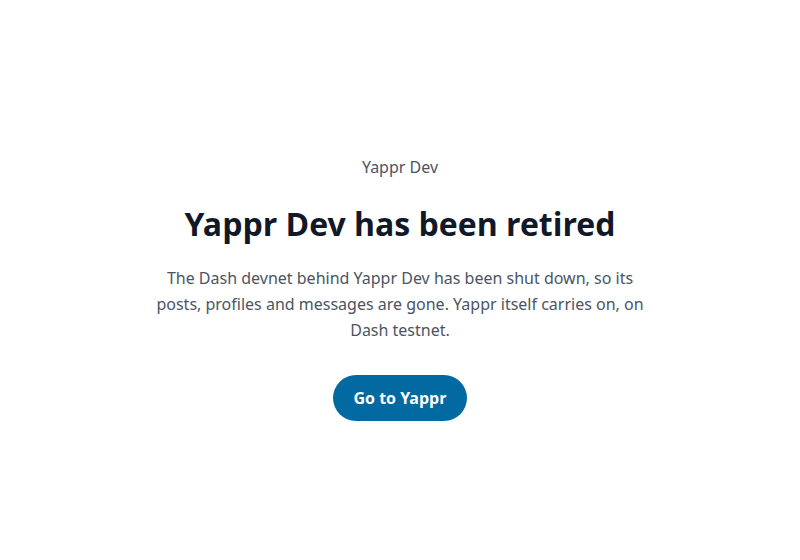 Yappr Dev
Yappr Dev has been retired
The Dash devnet behind Yappr Dev has been shut down, so its
posts, profiles and messages are gone. Yappr itself carries on, on
Dash testnet.
Go to Yappr